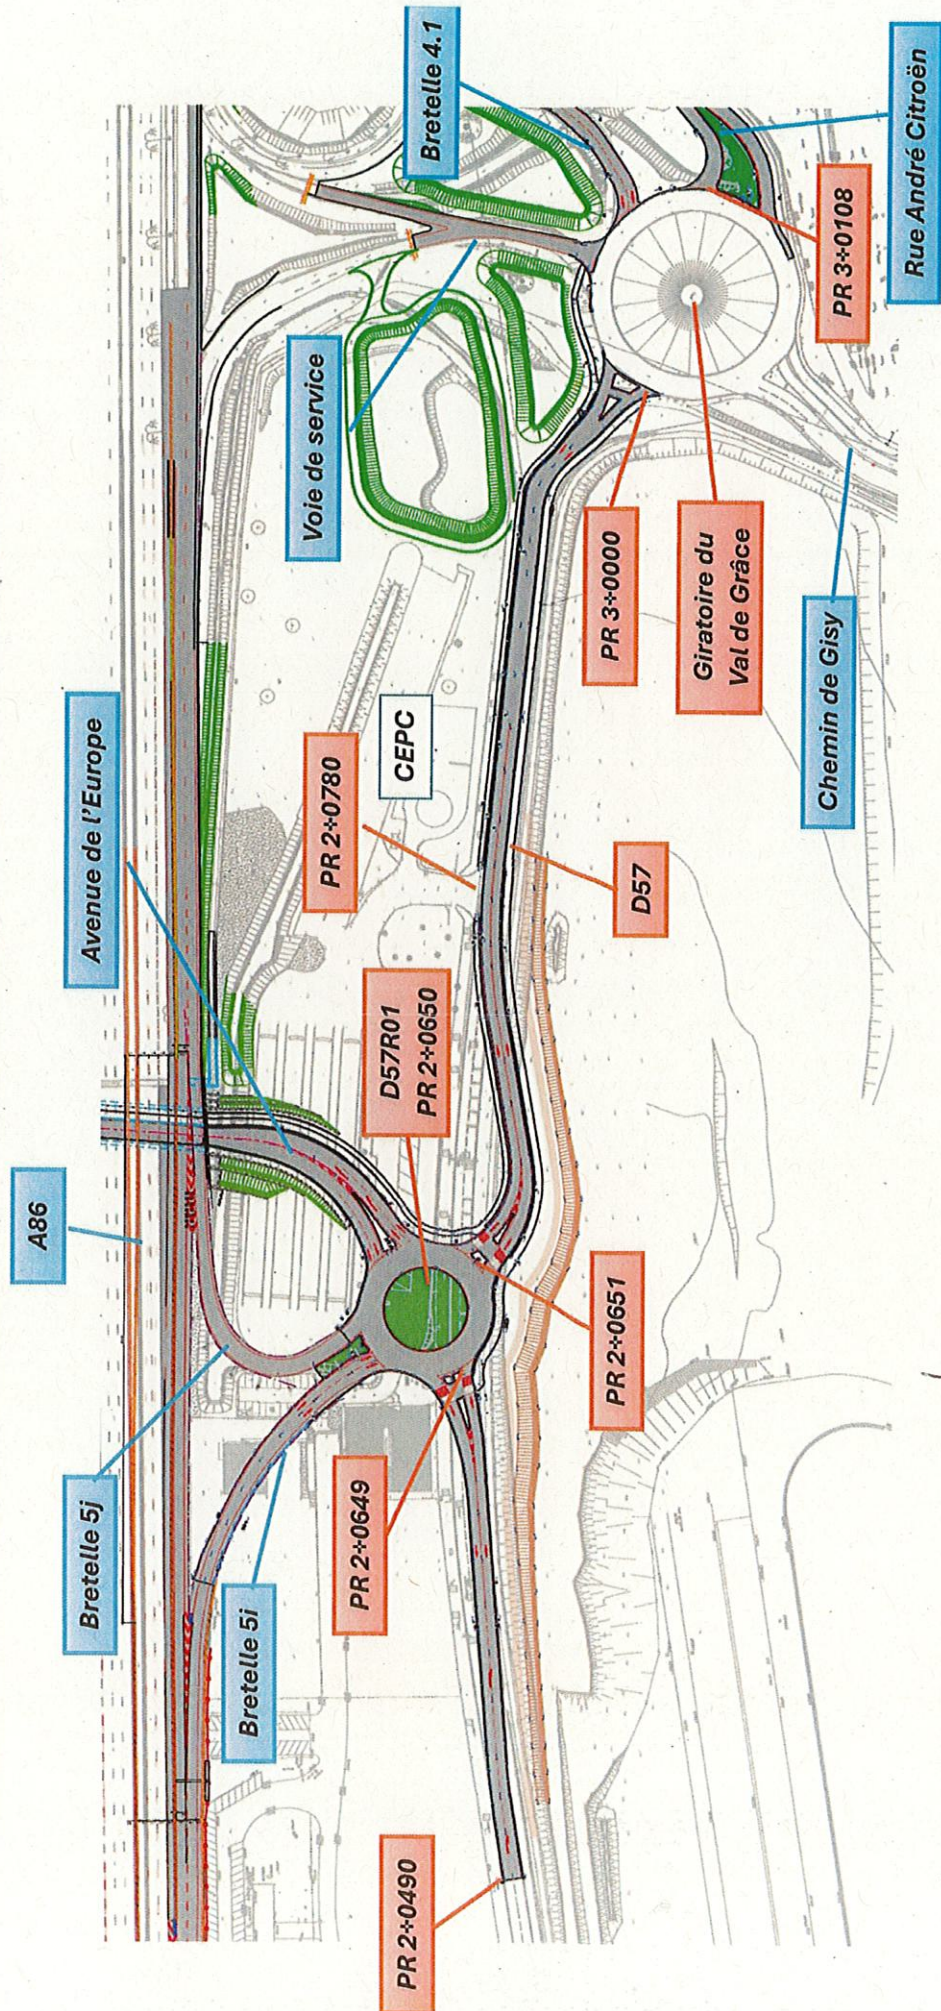 A86
Avenue de l'Europe
Bretelle 4.1
Bretelle 5j
Voie de service
Rue André Citroën
Bretelle 5i
D57R01
PR 2+0650
PR 2+0780
CEPC
PR 3+0000
Giratoire du
Val de Grâce
PR 3+0108
PR 2+0490
PR 2+0649
PR 2+0651
D57
Chemin de Gisy